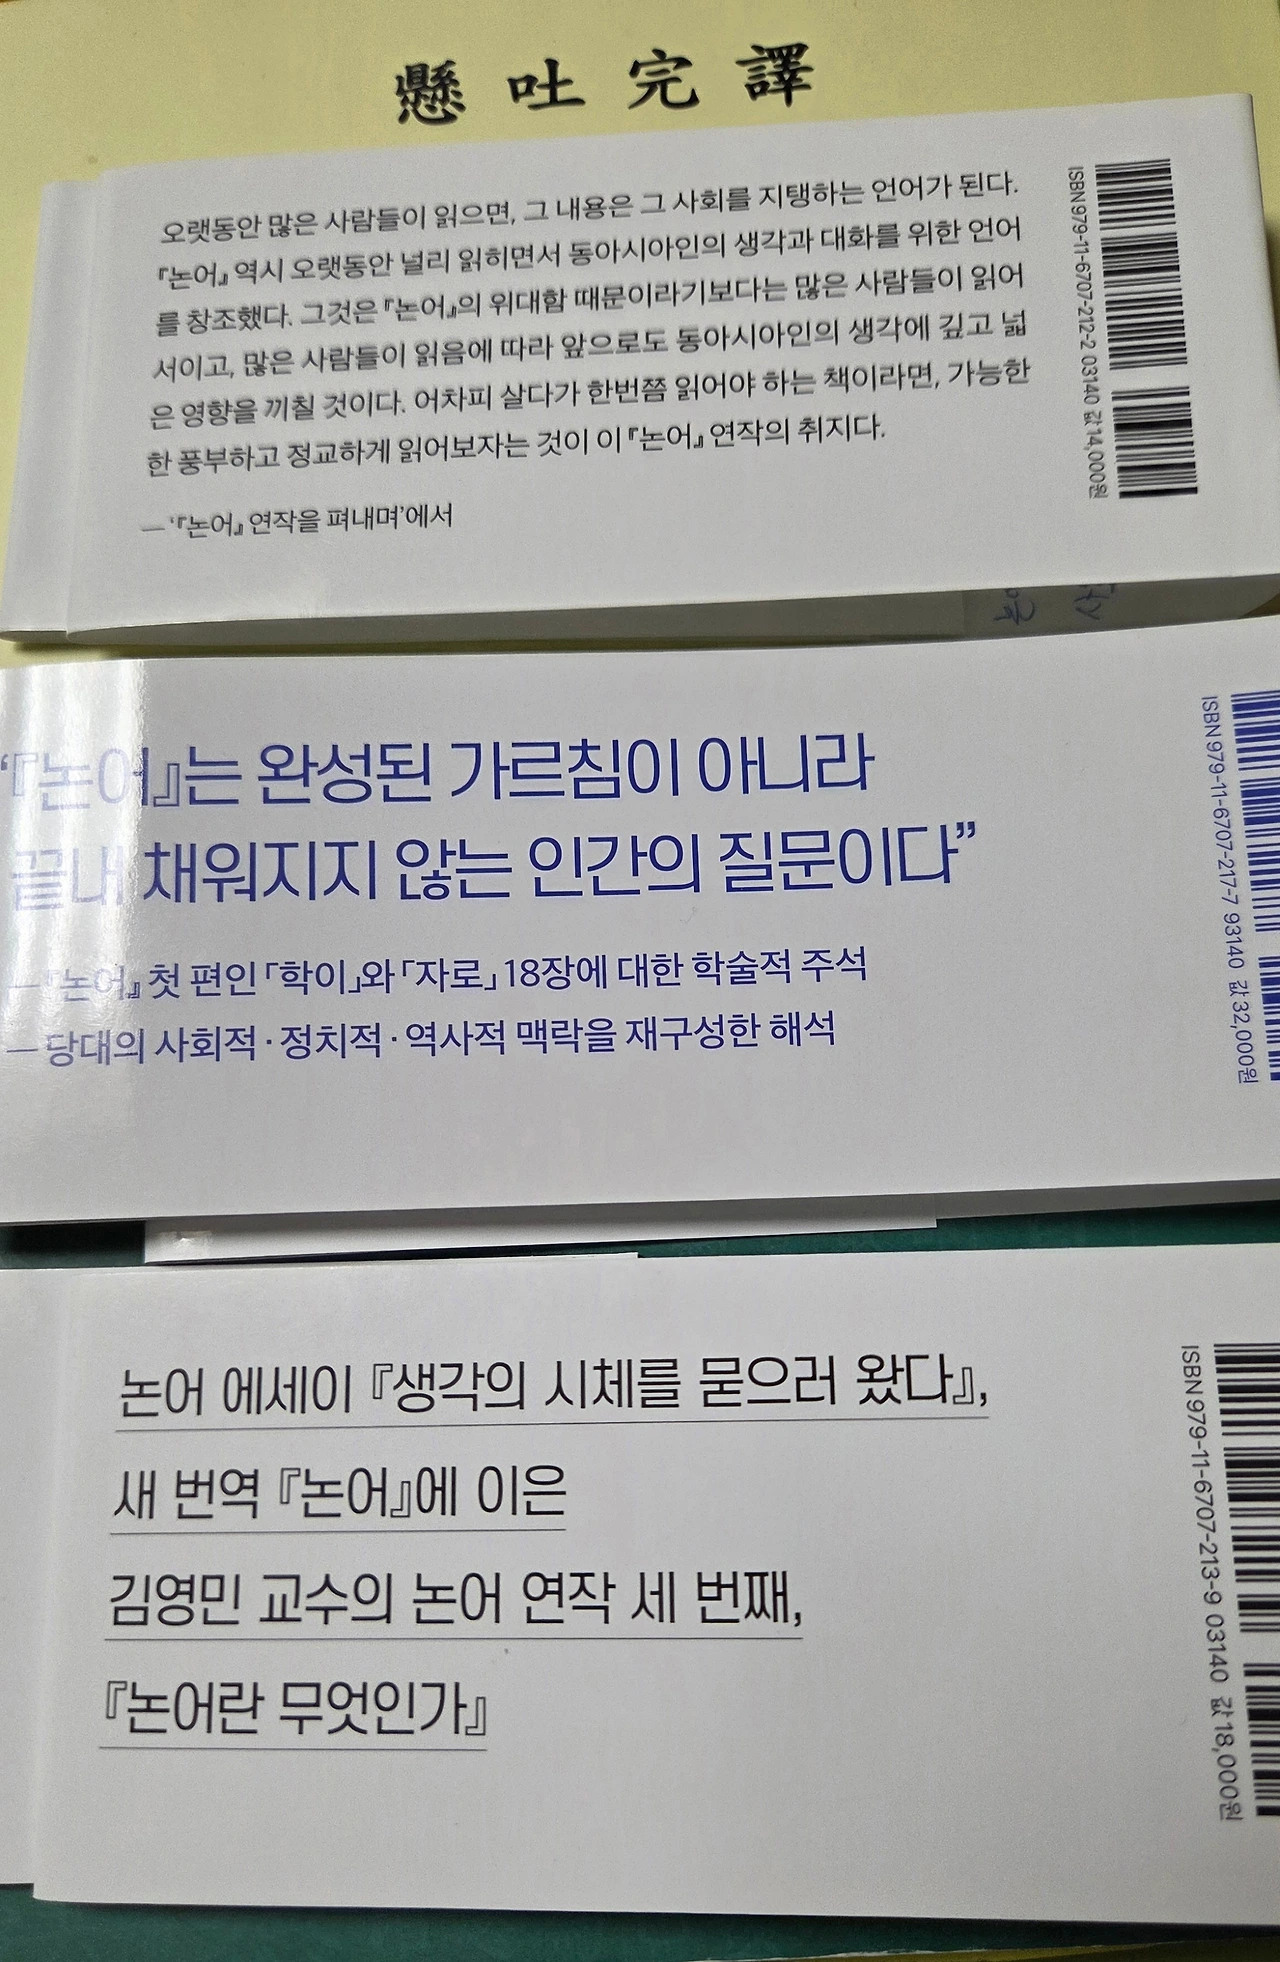 懸吐完譯
오랫동안 많은 사람들이 읽으면, 그 내용은 그 사회를 지탱하는 언어가 된다.
『논어』 역시 오랫동안 널리 읽히면서 동아시아인의 생각과 대화를 위한 언어
를 창조했다. 그것은 『논어』의 위대함 때문이라기보다는 많은 사람들이 읽어
서이고, 많은 사람들이 읽음에 따라 앞으로도 동아시아인의 생각에 깊고 넓
은 영향을 끼칠 것이다. 어차피 살다가 한번쯤 읽어야 하는 책이라면, 가능한
한 풍부하고 정교하게 읽어보자는 것이 이 『논어』 연작의 취지다.
— ‘『논어』 연작을 펴내며’에서
ISBN 979-11-6707-212-2 03140 값 14,000원
“『논어』는 완성된 가르침이 아니라
끝내 채워지지 않는 인간의 질문이다”
— 『논어』 첫 편인 「학이」와 「자로」 18장에 대한 학술적 주석
— 당대의 사회적·정치적·역사적 맥락을 재구성한 해석
ISBN 979-11-6707-217-7 93140 값 32,000원
논어 에세이 『생각의 시체를 묻으러 왔다』,
새 번역 『논어』에 이은
김영민 교수의 논어 연작 세 번째,
『논어란 무엇인가』
ISBN 979-11-6707-213-9 03140 값 18,000원